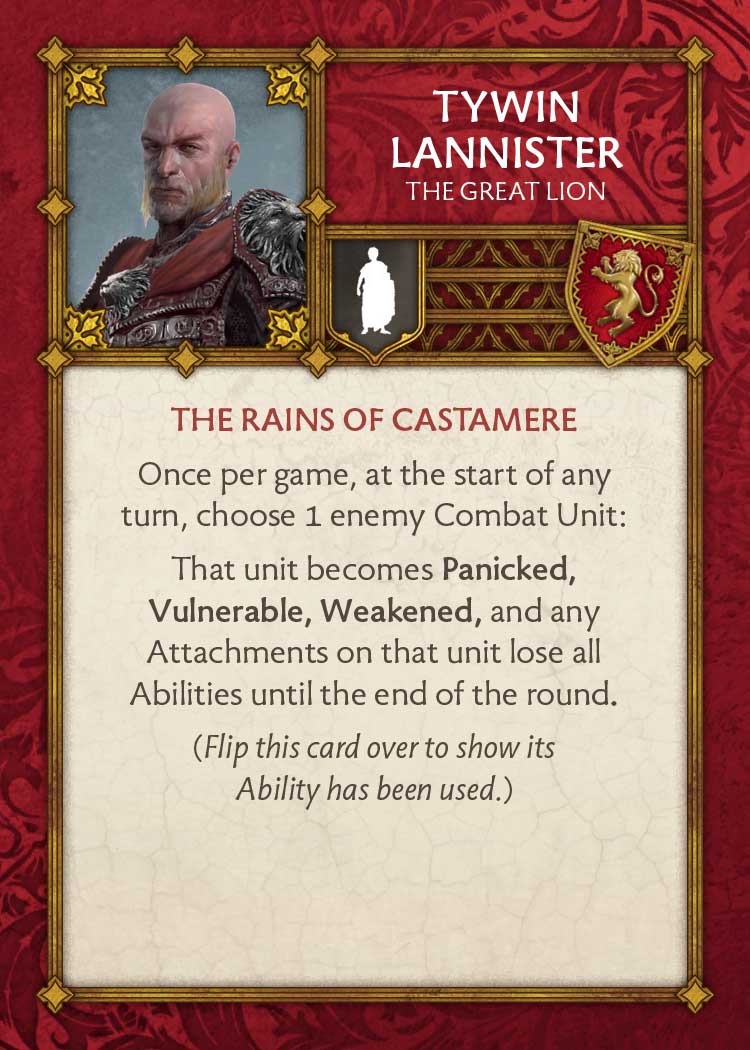 TYWIN
LANNISTER
THE GREAT LION
THE RAINS OF CASTAMERE
Once per game, at the start of any
turn, choose 1 enemy Combat Unit:
That unit becomes Panicked,
Vulnerable, Weakened, and any
Attachments on that unit lose all
Abilities until the end of the round.
(Flip this card over to show its
Ability has been used.)